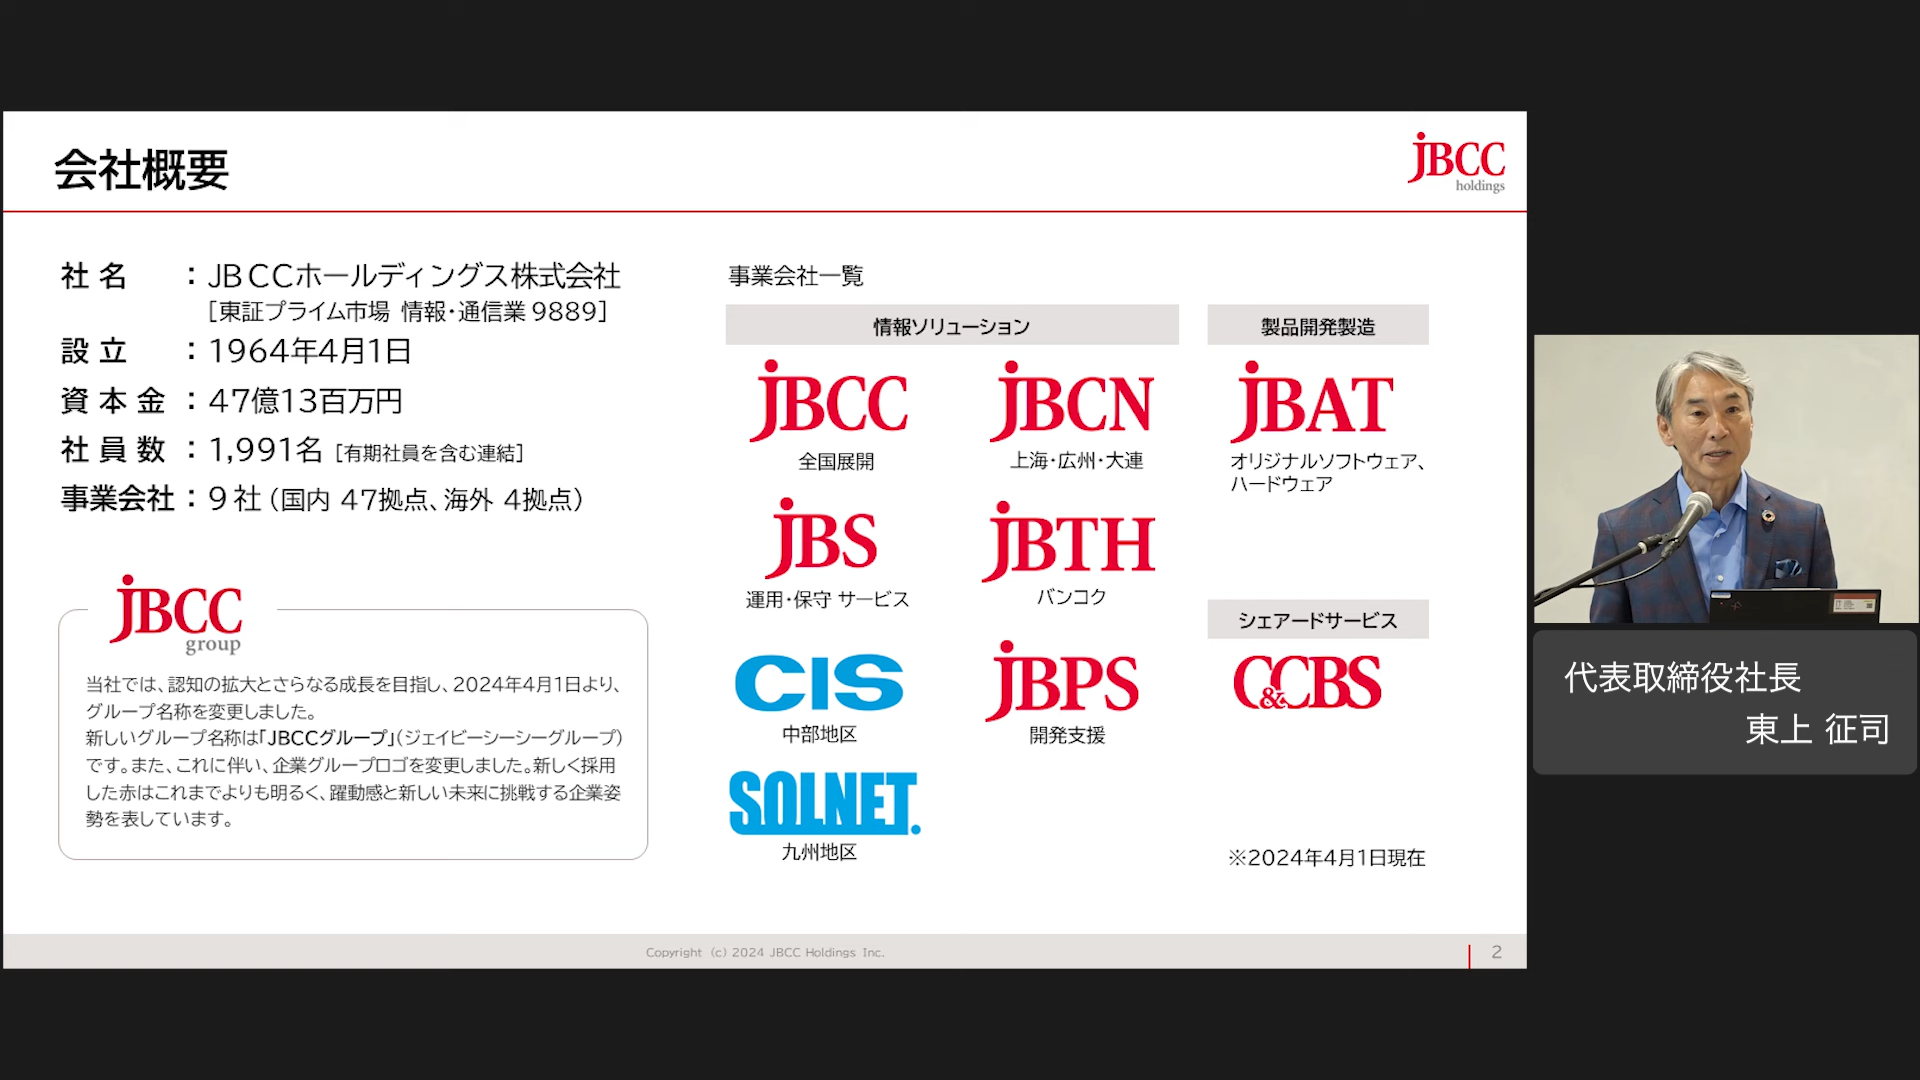 会社概要
JBCC
holdings
社名 : JBCCホールディングス株式会社
[東証プライム市場 情報・通信業 9889]
設立 : 1964年4月1日
資本金 : 47億13百万円
社員数 : 1,991名 [有期社員を含む連結]
事業会社 : 9社(国内 47拠点、海外 4拠点)
JBCC
group
当社では、認知の拡大とさらなる成長を目指し、2024年4月1日より、
グループ名称を変更しました。
新しいグループ名称は「JBCCグループ」(ジェイビーシーシーグループ)
です。また、これに伴い、企業グループロゴを変更しました。新しく採用
した赤はこれまでよりも明るく、躍動感と新しい未来に挑戦する企業姿
勢を表しています。
事業会社一覧
情報ソリューション
JBCC
全国展開
JBCN
上海・広州・大連
JBS
運用・保守 サービス
JBTH
バンコク
CIS
中部地区
JBPS
開発支援
SOLNET.
九州地区
製品開発製造
JBAT
オリジナルソフトウェア、
ハードウェア
シェアードサービス
C&CBS
※2024年4月1日現在
Copyright (c) 2024 JBCC Holdings Inc.
2
代表取締役社長
東上 征司